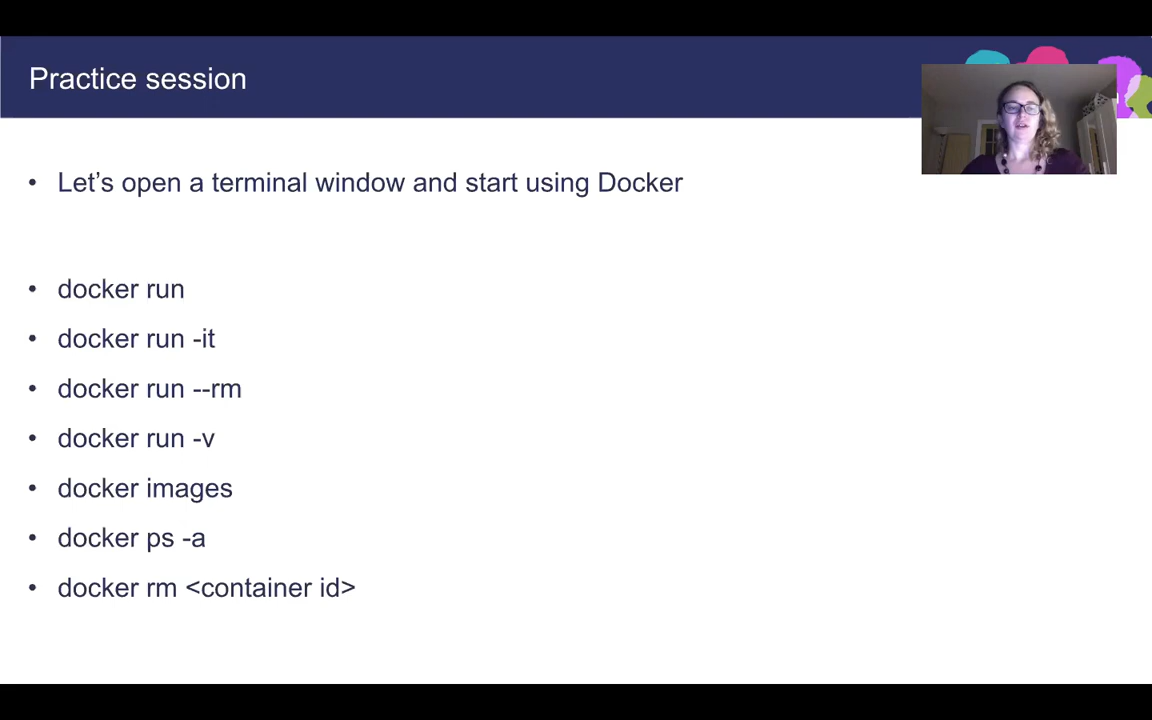 Practice session
• Let’s open a terminal window and start using Docker
• docker run
• docker run -it
• docker run --rm
• docker run -v
• docker images
• docker ps -a
• docker rm <container id>